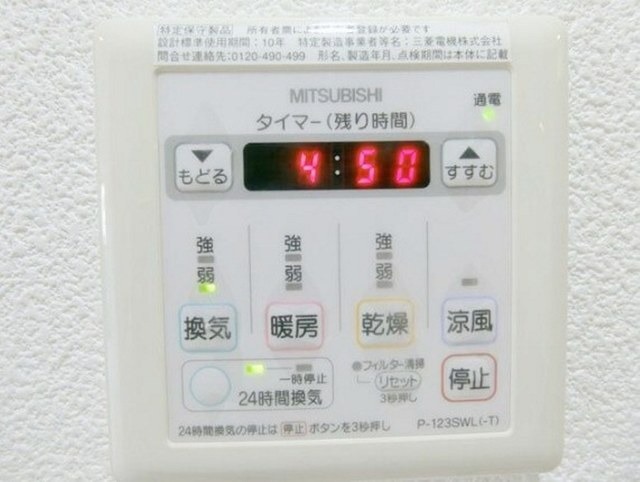 特定保守製品 所有者票による所有者登録が必要です
設計標準使用期間：10年 特定製造事業者等名：三菱電機株式会社
問合せ連絡先：0120-490-499 形名、製造年月、点検期間は本体に記載
MITSUBISHI
通電
タイマー(残り時間)
▼ もどる
4:50
▲ すすむ
強 強 強
弱 弱 弱
換気 暖房 乾燥 涼風
一時停止
24時間換気
フィルター清掃
リセット
3秒押し
停止
24時間換気の停止は 停止 ボタンを3秒押し
P-123SWL(-T)